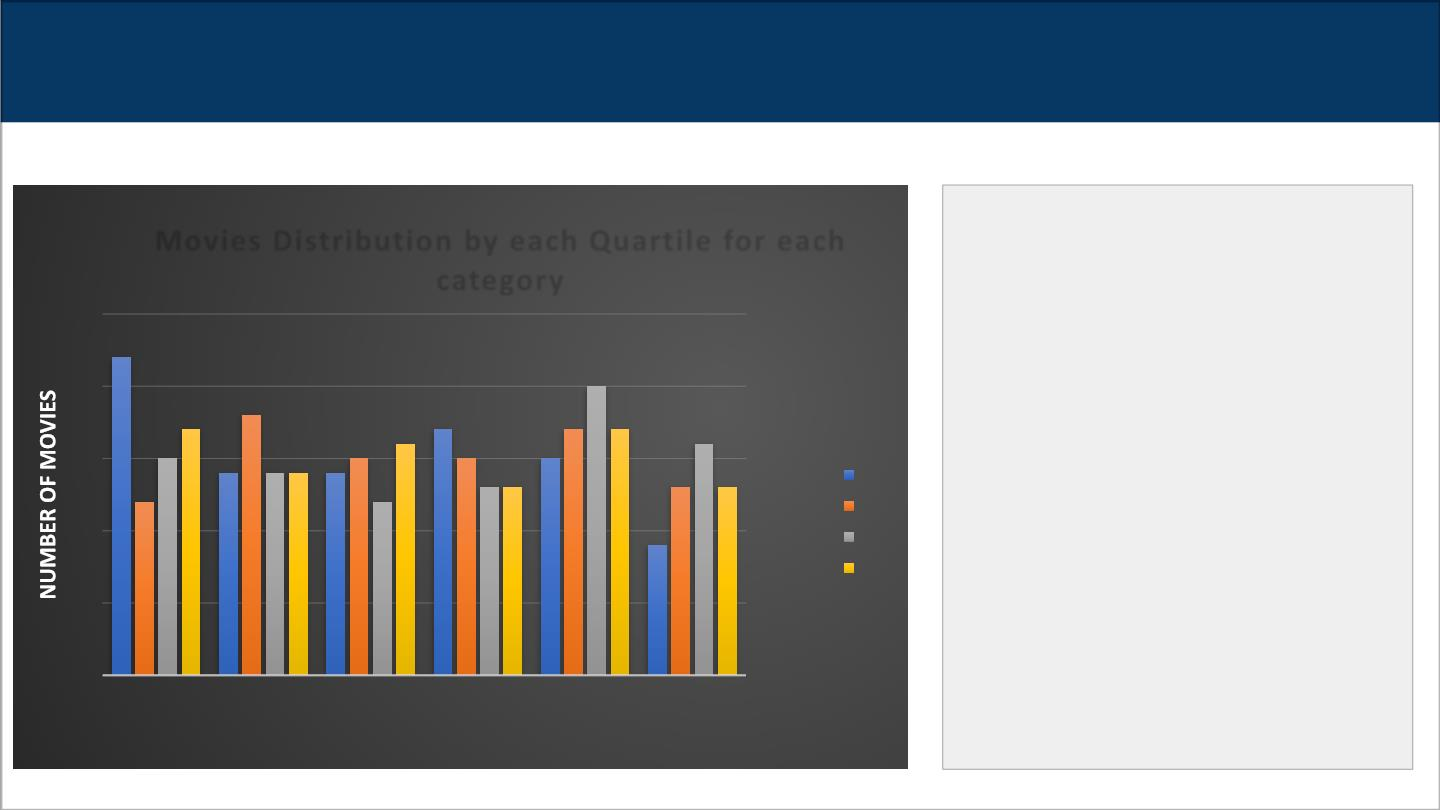 Movies Distribution by each Quartile for each
category
NUMBER OF MOVIES